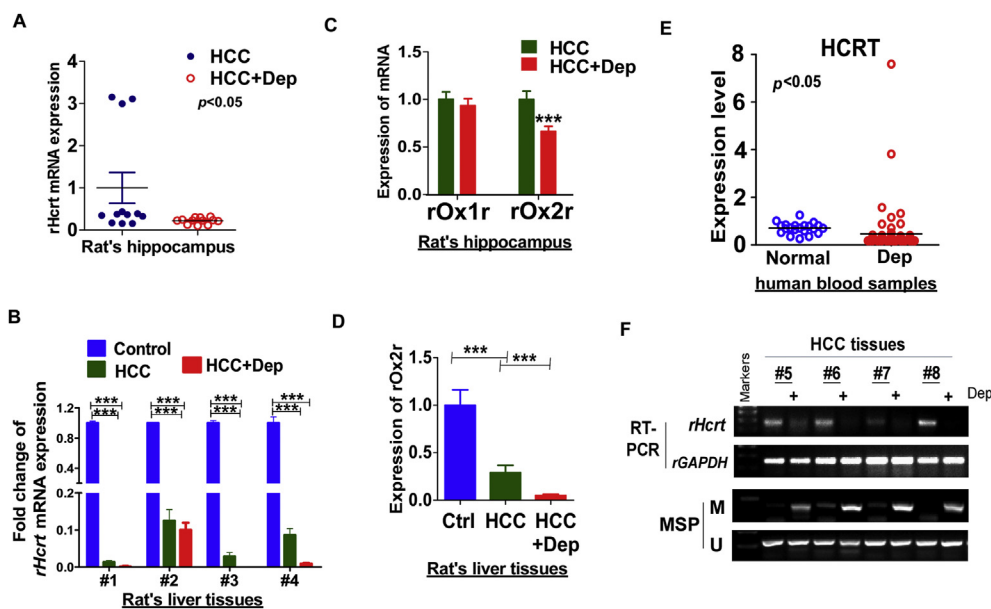 A
HCC
HCC+Dep
p<0.05
rHcrt mRNA expression
4
3
2
1
0
Rat's hippocampus
C
HCC
HCC+Dep
Expression of mRNA
1.5
1.0
0.5
0.0
***
rOx1r
rOx2r
Rat's hippocampus
E
HCRT
p<0.05
Expression level
8
6
4
2
0
Normal
Dep
human blood samples
B
Control
HCC
HCC+Dep
Fold change of
rHcrt mRNA expression
1.2
1.0
0.8
0.6
0.4
0.2
0.2
0.1
0.0
***
***
***
***
***
***
***
***
#1
#2
#3
#4
Rat's liver tissues
D
Expression of rOx2r
1.5
1.0
0.5
0.0
***
***
Ctrl
HCC
HCC
+Dep
Rat's liver tissues
F
Markers
HCC tissues
#5
#6
#7
#8
+
+
+
+
Dep
RT-
PCR
rHcrt
rGAPDH
MSP
M
U